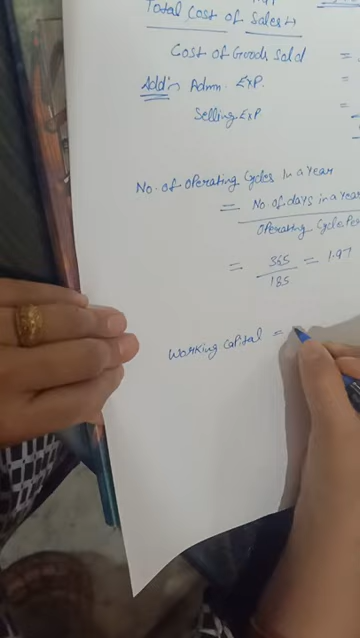 Total Cost of Sales
Cost of Goods Sold =
Add:- Admn. Exp. =
Selling Exp =
No. of Operating Cycles In a Year
= No. of days in a Year
Operating Cycle Per
= 365 = 1.97
185
Working Capital =